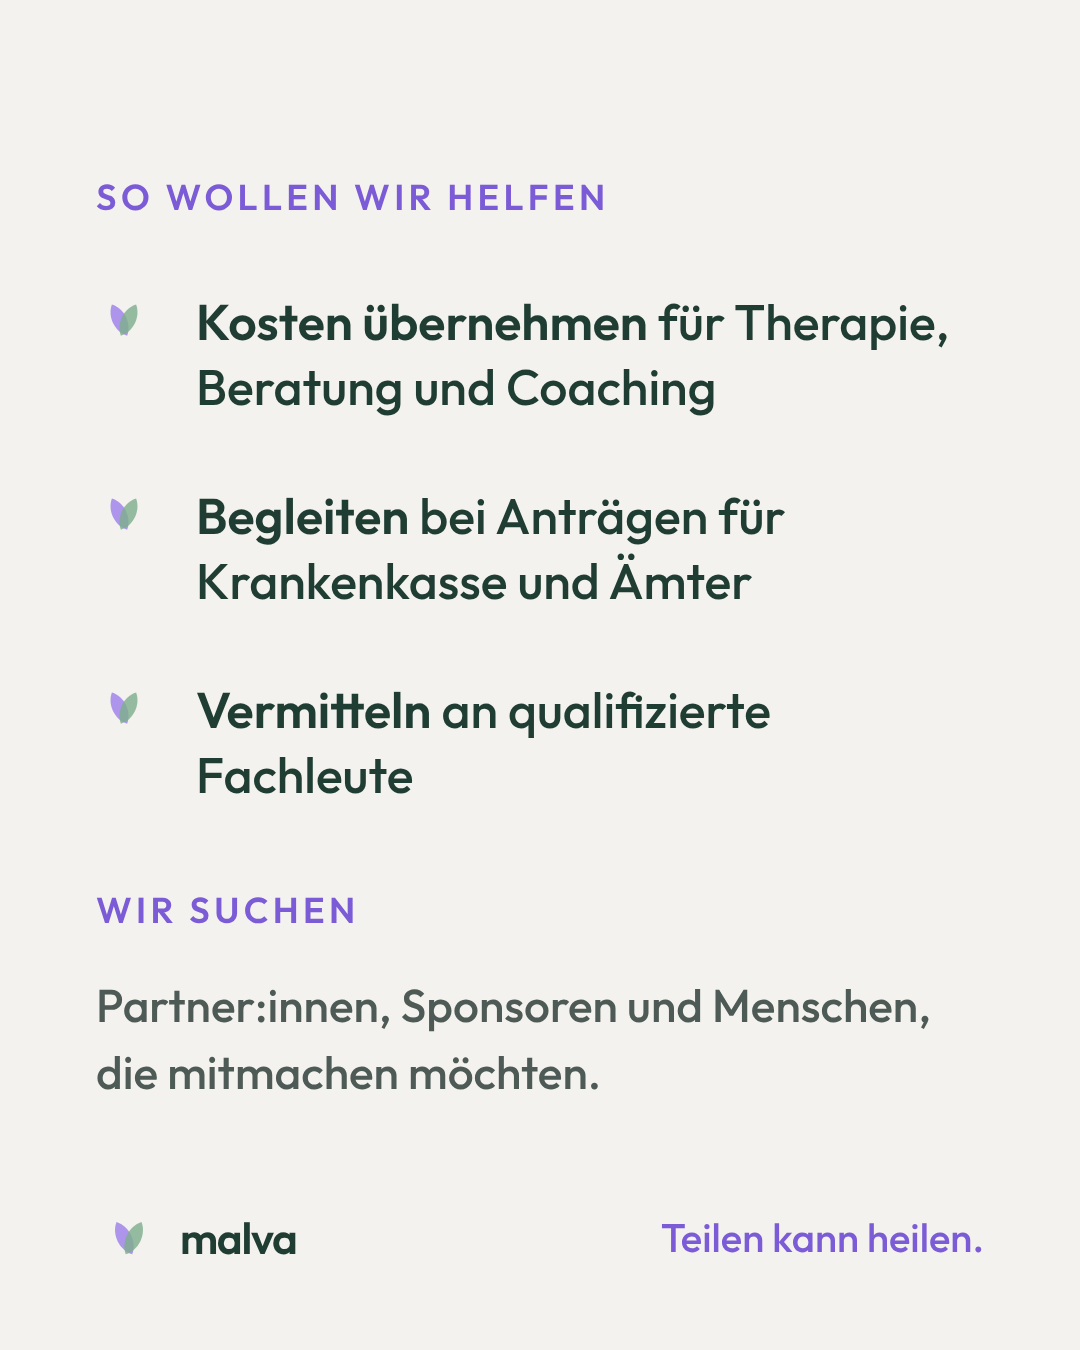 SO WOLLEN WIR HELFEN
Kosten übernehmen für Therapie,
Beratung und Coaching
Begleiten bei Anträgen für
Krankenkasse und Ämter
Vermitteln an qualifizierte
Fachleute
WIR SUCHEN
Partner:innen, Sponsoren und Menschen,
die mitmachen möchten.
malva
Teilen kann heilen.